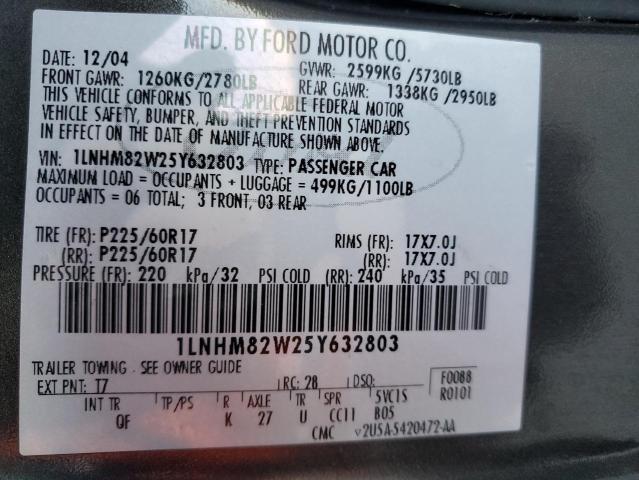 MFD. BY FORD MOTOR CO.
DATE: 12/04 GVWR: 2599KG /5730LB
FRONT GAWR: 1260KG/2780LB REAR GAWR: 1338KG/2950LB
THIS VEHICLE CONFORMS TO ALL APPLICABLE FEDERAL MOTOR
VEHICLE SAFETY, BUMPER, AND THEFT PREVENTION STANDARDS
IN EFFECT ON THE DATE OF MANUFACTURE SHOWN ABOVE.
VIN: 1LNHM82W25Y632803 TYPE: PASSENGER CAR
MAXIMUM LOAD = OCCUPANTS + LUGGAGE = 499KG/1100LB
OCCUPANTS = 06 TOTAL; 3 FRONT, 03 REAR
TIRE (FR): P225/60R17 RIMS (FR): 17X7.0J
(RR): P225/60R17 (RR): 17X7.0J
PRESSURE (FR): 220 kPa/32 PSI COLD (RR): 240 kPa/35 PSI COLD
1LNHM82W25Y632803
TRAILER TOWING - SEE OWNER GUIDE
EXT PNT: T7 RC: 28 DSO: F0088
INT TR TP/PS R AXLE TR SPR SVC1S R0101
QF K 27 U CC11 B05
CMC V2U5A-5420472-AA